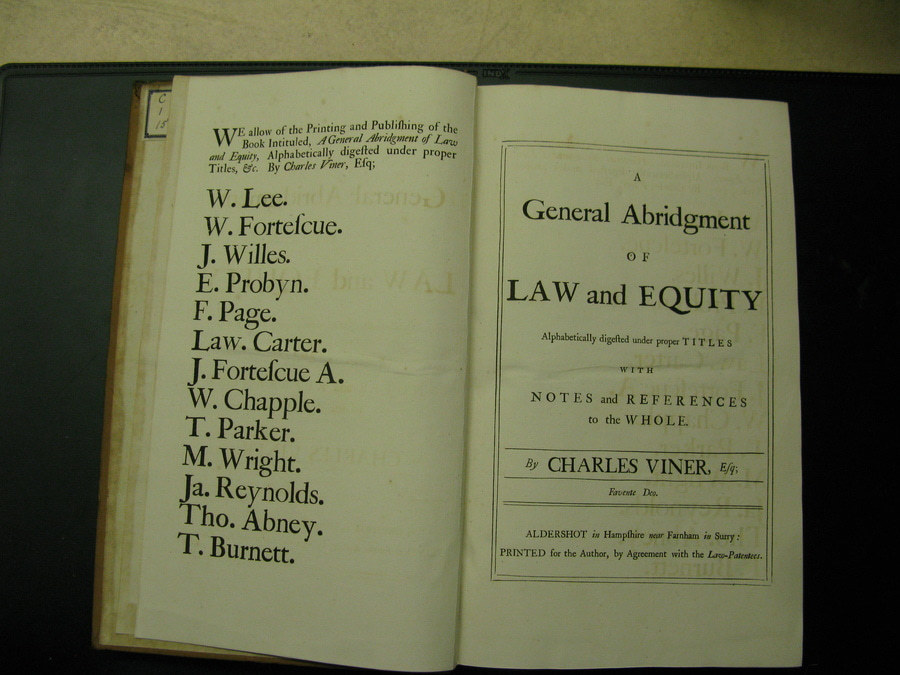 C
1
15
WE allow of the Printing and Publiſhing of the
Book Intituled, A General Abridgment of Law
and Equity, Alphabetically digeſted under proper
Titles, &c. By Charles Viner, Eſq;
W. Lee.
W. Forteſcue.
J. Willes.
E. Probyn.
F. Page.
Law. Carter.
J. Forteſcue A.
W. Chapple.
T. Parker.
M. Wright.
Ja. Reynolds.
Tho. Abney.
T. Burnett.
A
General Abridgment
OF
LAW and EQUITY
Alphabetically digeſted under proper TITLES
WITH
NOTES and REFERENCES
to the WHOLE.
By CHARLES VINER, Eſq;
Favente Deo.
ALDERSHOT in Hampſhire near Farnham in Surry:
PRINTED for the Author, by Agreement with the Law-Patentees.